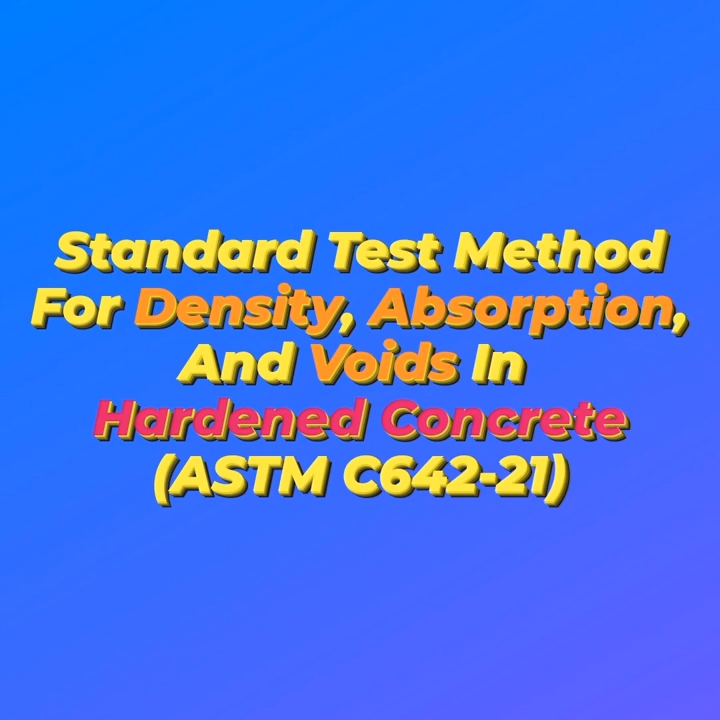 Standard Test Method
For Density, Absorption,
And Voids In
Hardened Concrete
(ASTM C642-21)